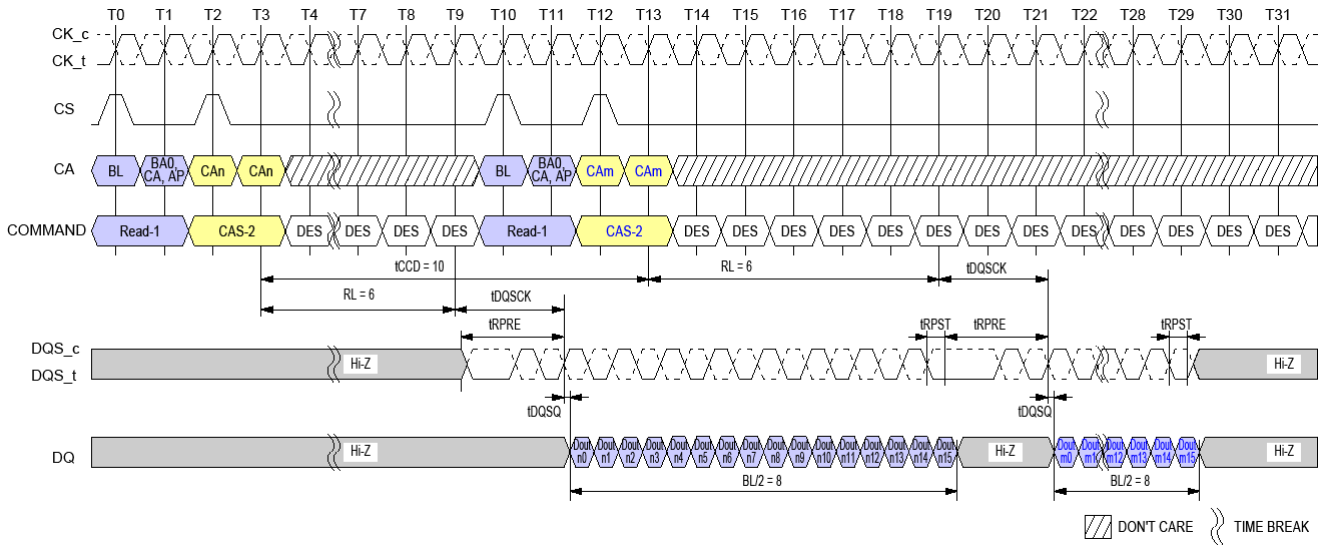 T0 T1 T2 T3 T4 T7 T8 T9 T10 T11 T12 T13 T14 T15 T16 T17 T18 T19 T20 T21 T22 T28 T29 T30 T31
CK_c
CK_t
CS
CA BL BA0, CA, AP CAn CAn BL BA0, CA, AP CAm CAm
COMMAND Read-1 CAS-2 DES DES DES DES Read-1 CAS-2 DES DES DES DES DES DES DES DES DES DES DES DES DES
tCCD = 10 RL = 6 tDQSCK
RL = 6 tDQSCK
tRPRE tRPST tRPRE tRPST
DQS_c
DQS_t
Hi-Z Hi-Z
tDQSQ tDQSQ
DQ Hi-Z Dout n0 Dout n1 Dout n2 Dout n3 Dout n4 Dout n5 Dout n6 Dout n7 Dout n8 Dout n9 Dout n10 Dout n11 Dout n12 Dout n13 Dout n14 Dout n15 Hi-Z Dout m0 Dout m1 Dout m12 Dout m13 Dout m14 Dout m15 Hi-Z
BL/2 = 8 BL/2 = 8
DON'T CARE TIME BREAK